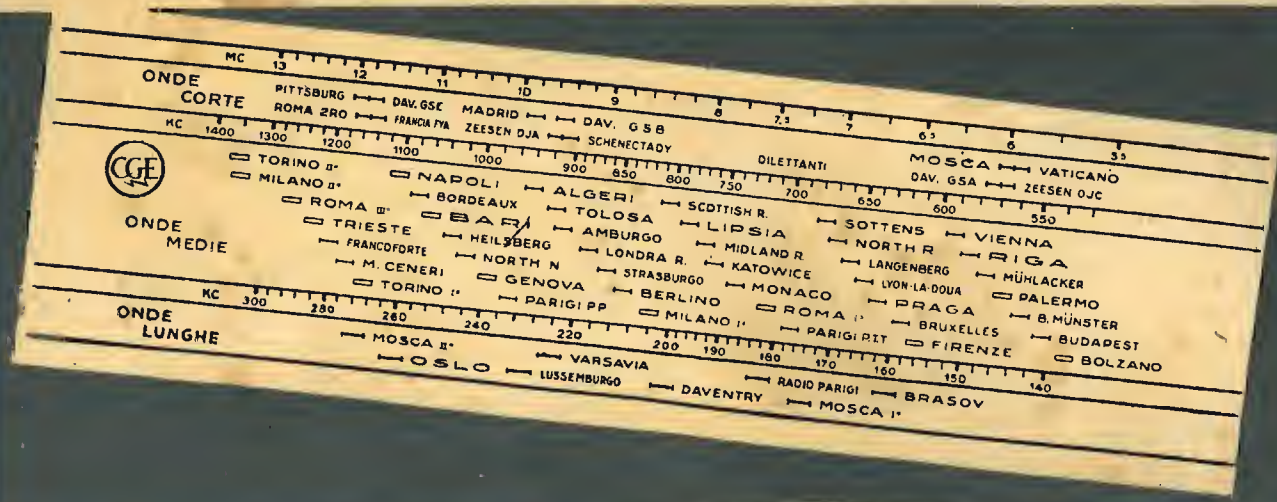 MC 13 12 11 10 9 8 7,5 7 6,5 6 5,5
ONDE CORTE
PITTSBURG DAV. GSC MADRID DAV. GSB MOSCA VATICANO
ROMA 2RO FRANCIA FYA ZEESEN DJA SCHENECTADY DILETTANTI DAV. GSA ZEESEN DJC
KC 1400 1300 1200 1100 1000 900 850 800 750 700 650 600 550
CGE
ONDE MEDIE
TORINO II° NAPOLI ALGERI SCOTTISH R. SOTTENS VIENNA
MILANO II° BORDEAUX TOLOSA LIPSIA NORTH R RIGA
ROMA III° BARI AMBURGO MIDLAND R. LANGENBERG MÜHLACKER
TRIESTE HEILSBERG LONDRA R. KATOWICE LYON-LA-DOUA PALERMO
FRANCOFORTE NORTH N STRASBURGO MONACO PRAGA B. MÜNSTER
M. CENERI GENOVA BERLINO ROMA I° BRUXELLES BUDAPEST
TORINO I° PARIGI P.P MILANO I° PARIGI P.T.T FIRENZE BOLZANO
KC 300 280 260 240 220 200 190 180 170 160 150 140
ONDE LUNGHE
MOSCA II° VARSAVIA RADIO PARIGI BRASOV
OSLO LUSSEMBURGO DAVENTRY MOSCA I°